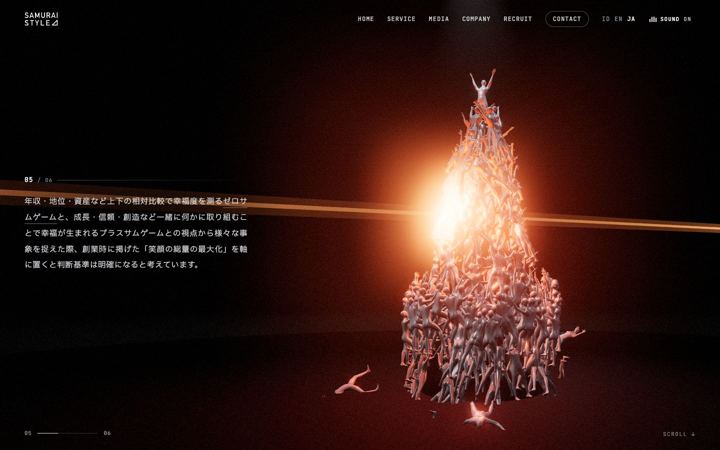 SAMURAI
STYLE
HOME SERVICE MEDIA COMPANY RECRUIT CONTACT ID EN JA SOUND ON
05 / 06
年収・地位・資産など上下の相対比較で幸福度を測るゼロサ
ムゲームと、成長・信頼・創造など一緒に何かに取り組むこ
とで幸福が生まれるプラスサムゲームとの視点から様々な事
象を捉えた際、創業時に掲げた「笑顔の総量の最大化」を軸
に置くと判断基準は明確になると考えています。
05 06
SCROLL ↓